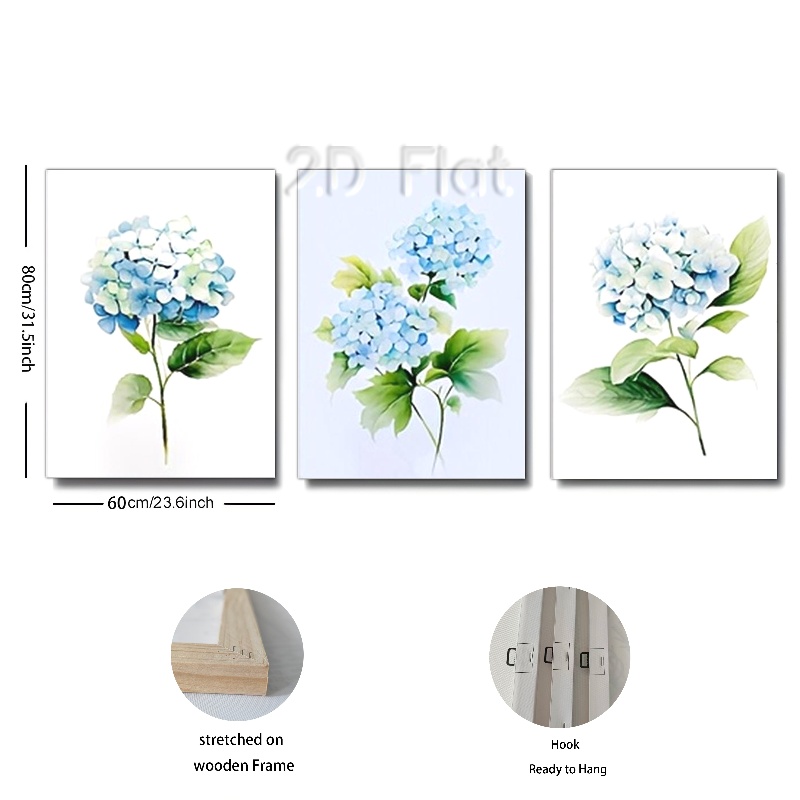 2D Flat
80cm/31.5inch
60cm/23.6inch
stretched on
wooden Frame
Hook
Ready to Hang